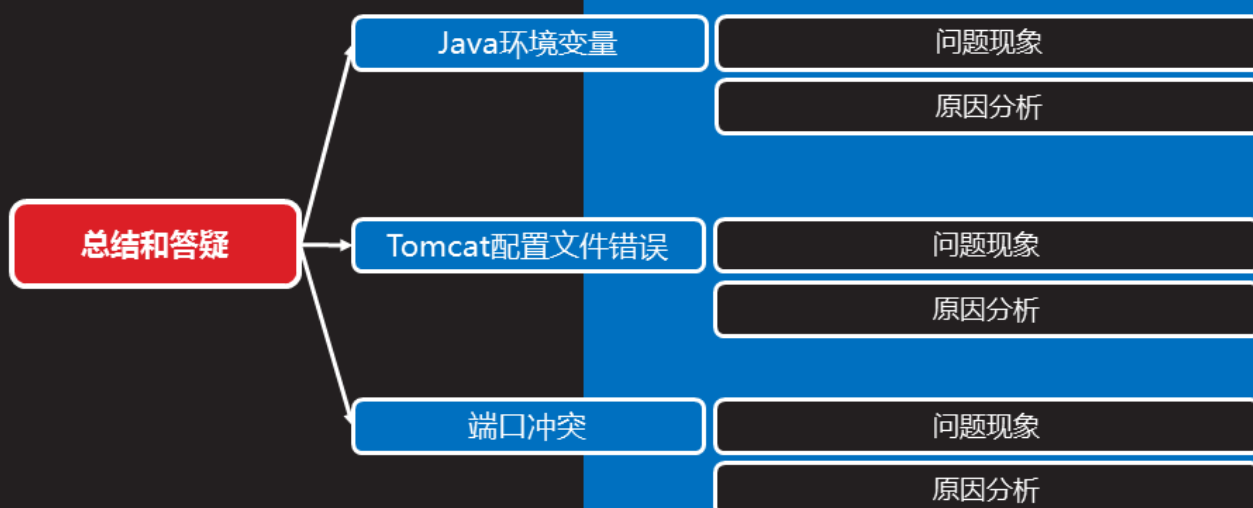 Java环境变量
问题现象
原因分析
总结和答疑
Tomcat配置文件错误
问题现象
原因分析
端口冲突
问题现象
原因分析